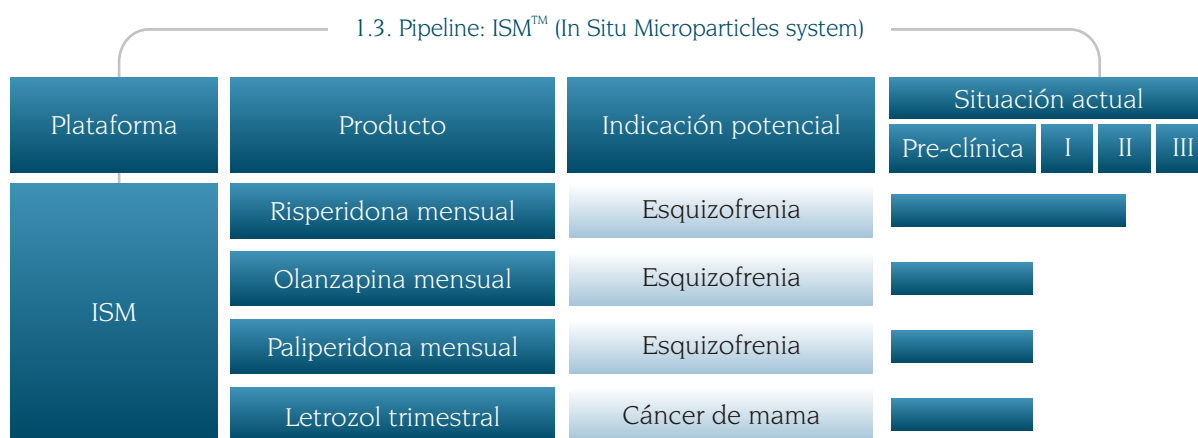 1.3. Pipeline: ISM™ (In Situ Microparticles system)
Plataforma
Producto
Indicación potencial
Situación actual
Pre-clínica
I
II
III
ISM
Risperidona mensual
Esquizofrenia
Olanzapina mensual
Esquizofrenia
Paliperidona mensual
Esquizofrenia
Letrozol trimestral
Cáncer de mama